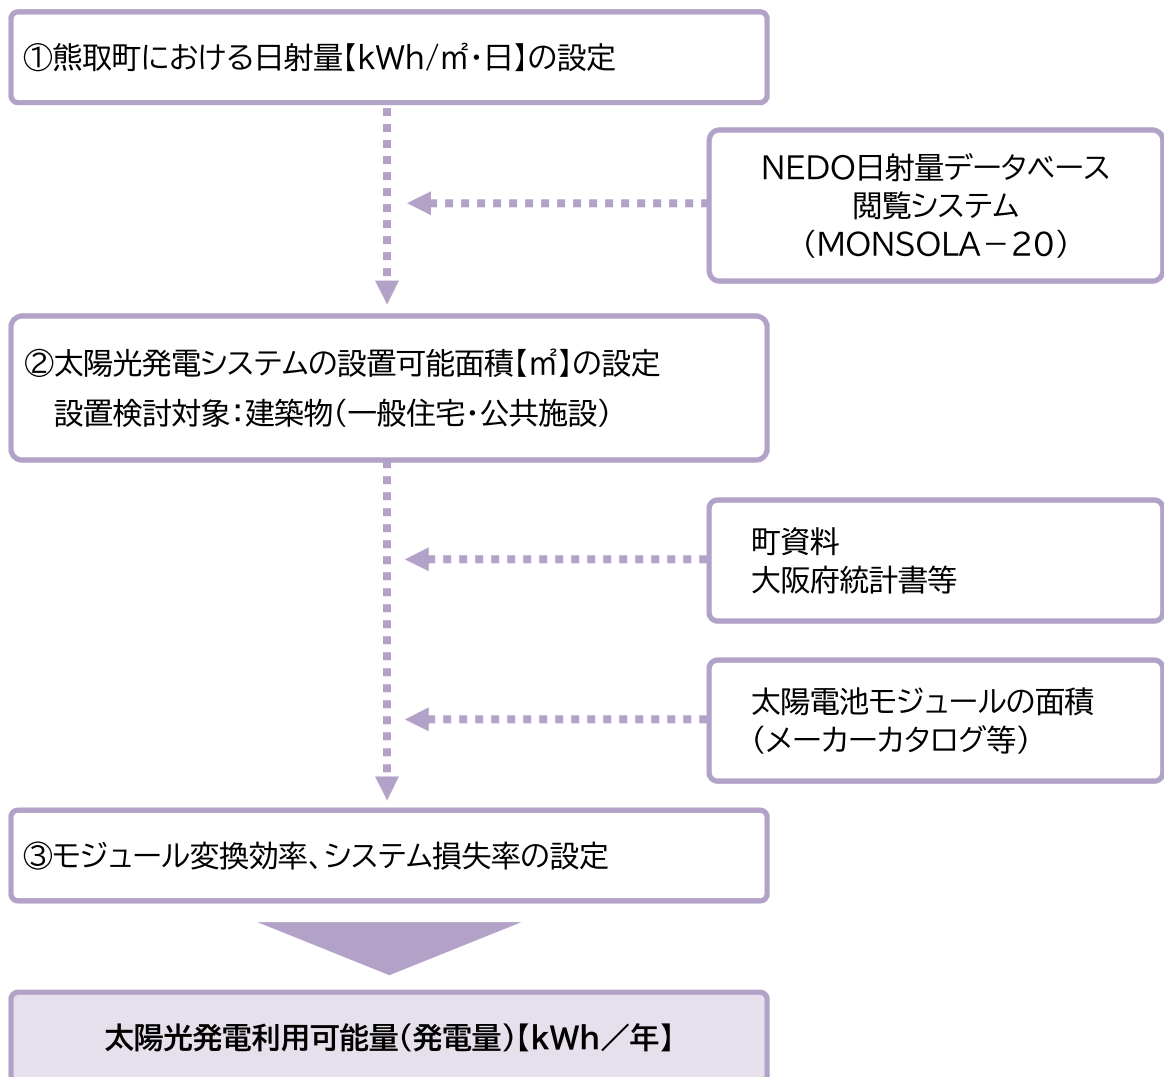 ①熊取町における日射量【kWh/㎡・日】の設定
NEDO日射量データベース
閲覧システム
（MONSOLA－20）
②太陽光発電システムの設置可能面積【㎡】の設定
設置検討対象：建築物（一般住宅・公共施設）
町資料
大阪府統計書等
太陽電池モジュールの面積
（メーカーカタログ等）
③モジュール変換効率、システム損失率の設定
太陽光発電利用可能量（発電量）【kWh／年】